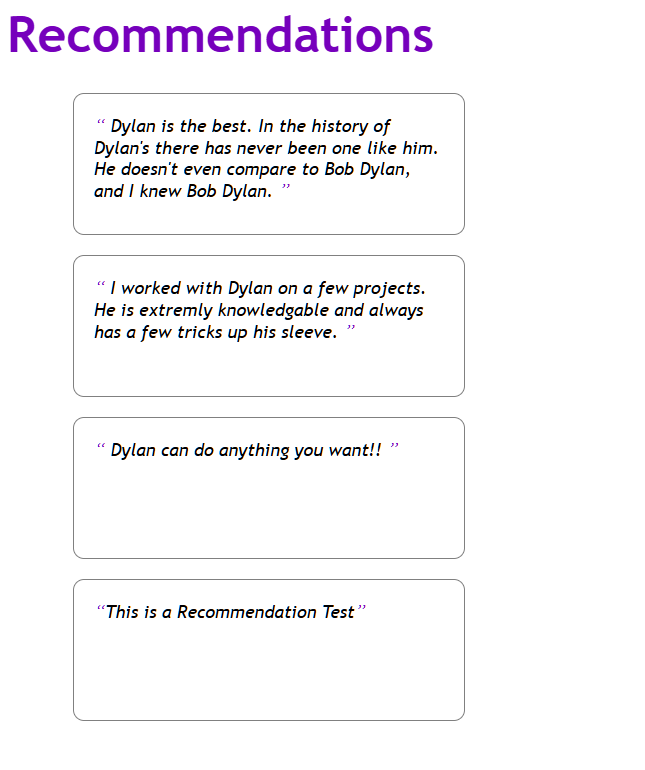 Recommendations
“ Dylan is the best. In the history of
Dylan's there has never been one like him.
He doesn't even compare to Bob Dylan,
and I knew Bob Dylan. ”
“ I worked with Dylan on a few projects.
He is extremly knowledgable and always
has a few tricks up his sleeve. ”
“ Dylan can do anything you want!! ”
“This is a Recommendation Test”